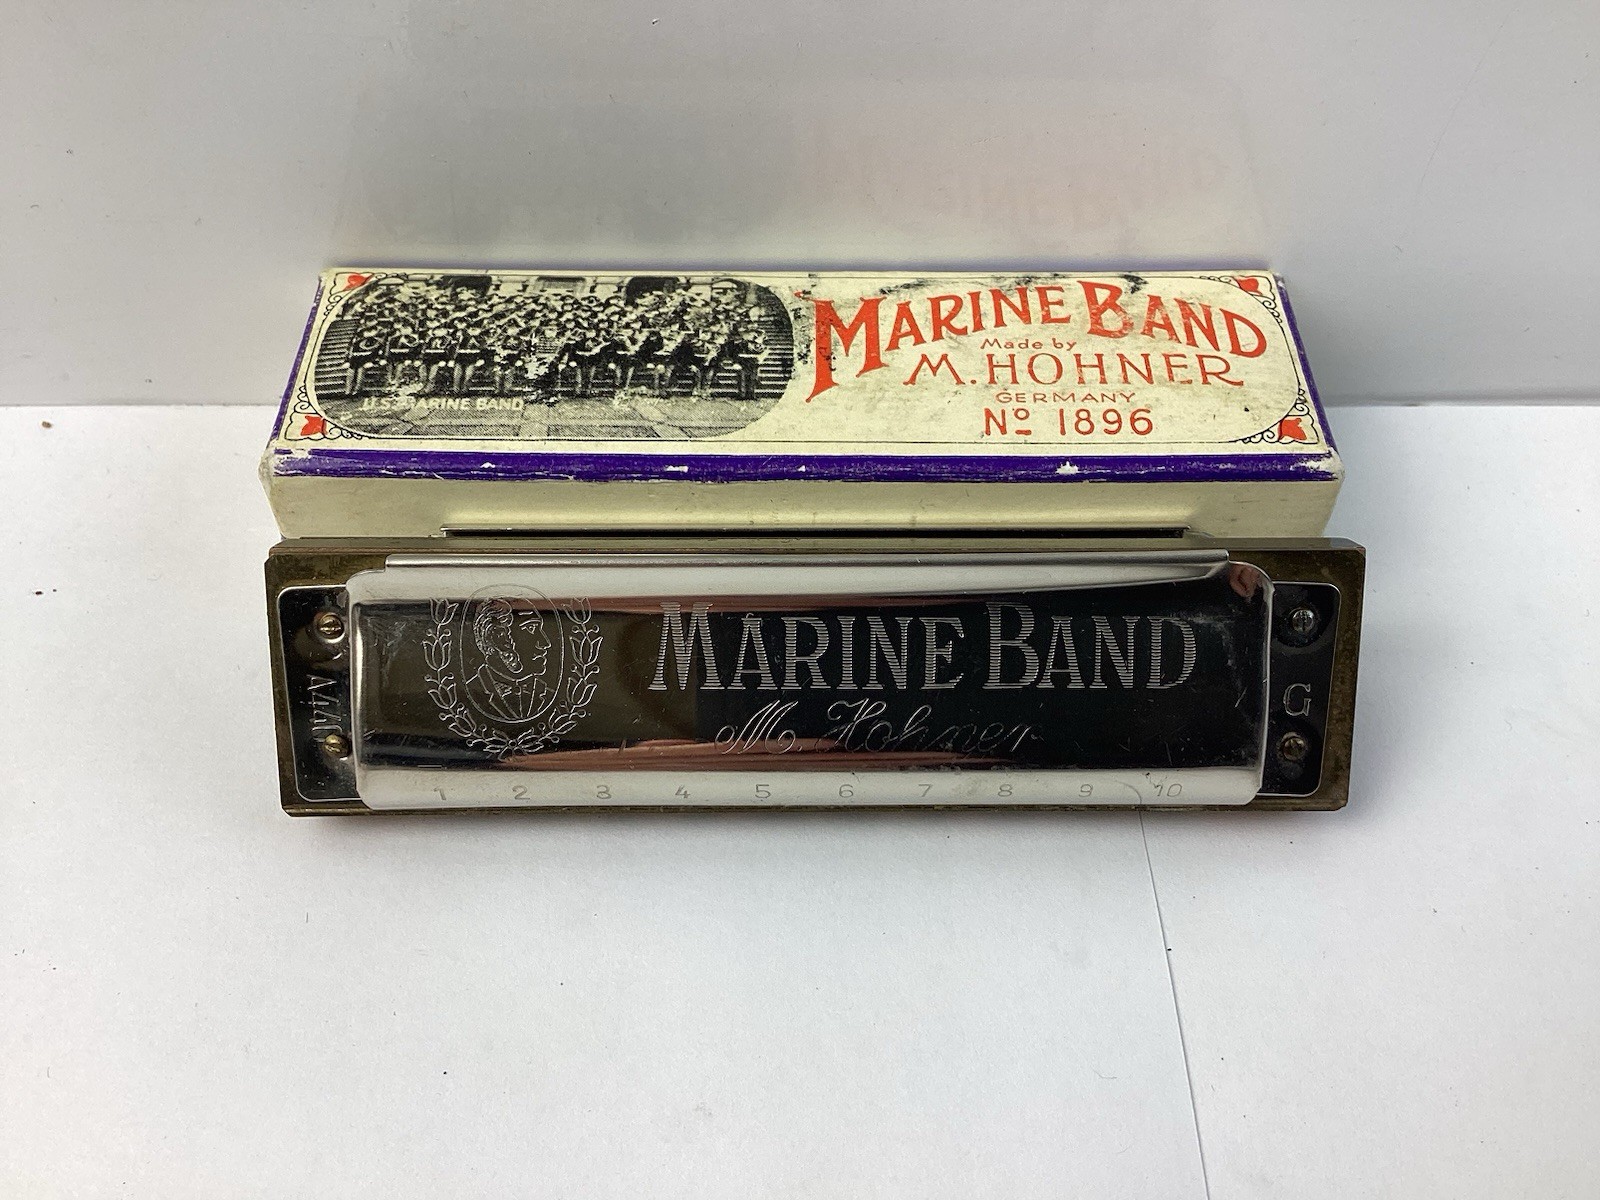 U.S. MARINE BAND
MARINE BAND
Made by
M. HOHNER
GERMANY
Nº 1896
MARINE BAND
M. Hohner
G
1 2 3 4 5 6 7 8 9 10